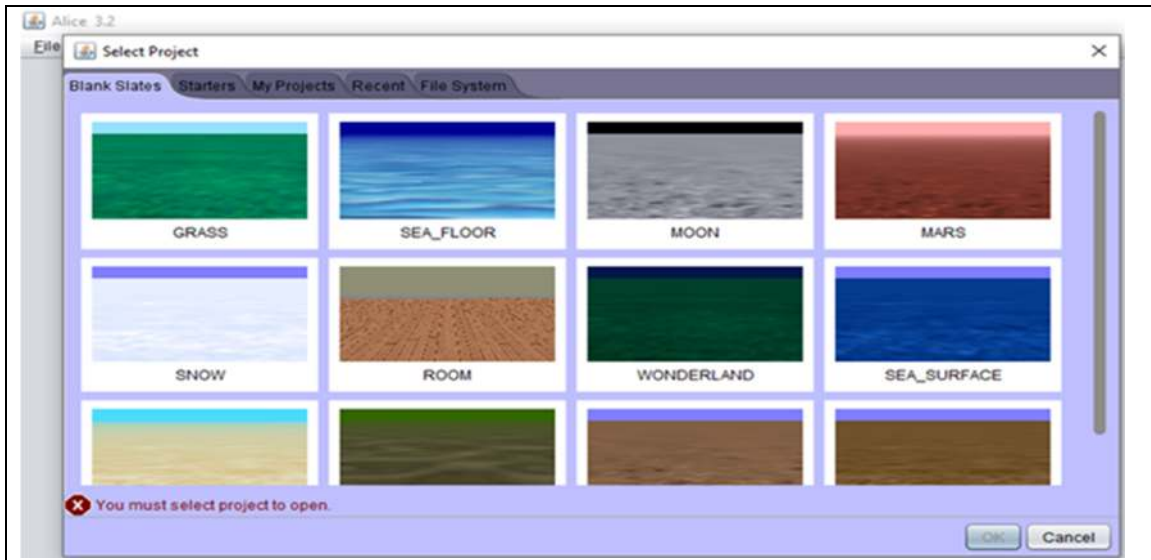 Alice 3.2
File
Select Project
Blank Slates Starters My Projects Recent File System
GRASS SEA_FLOOR MOON MARS
SNOW ROOM WONDERLAND SEA_SURFACE
You must select project to open.
OK Cancel